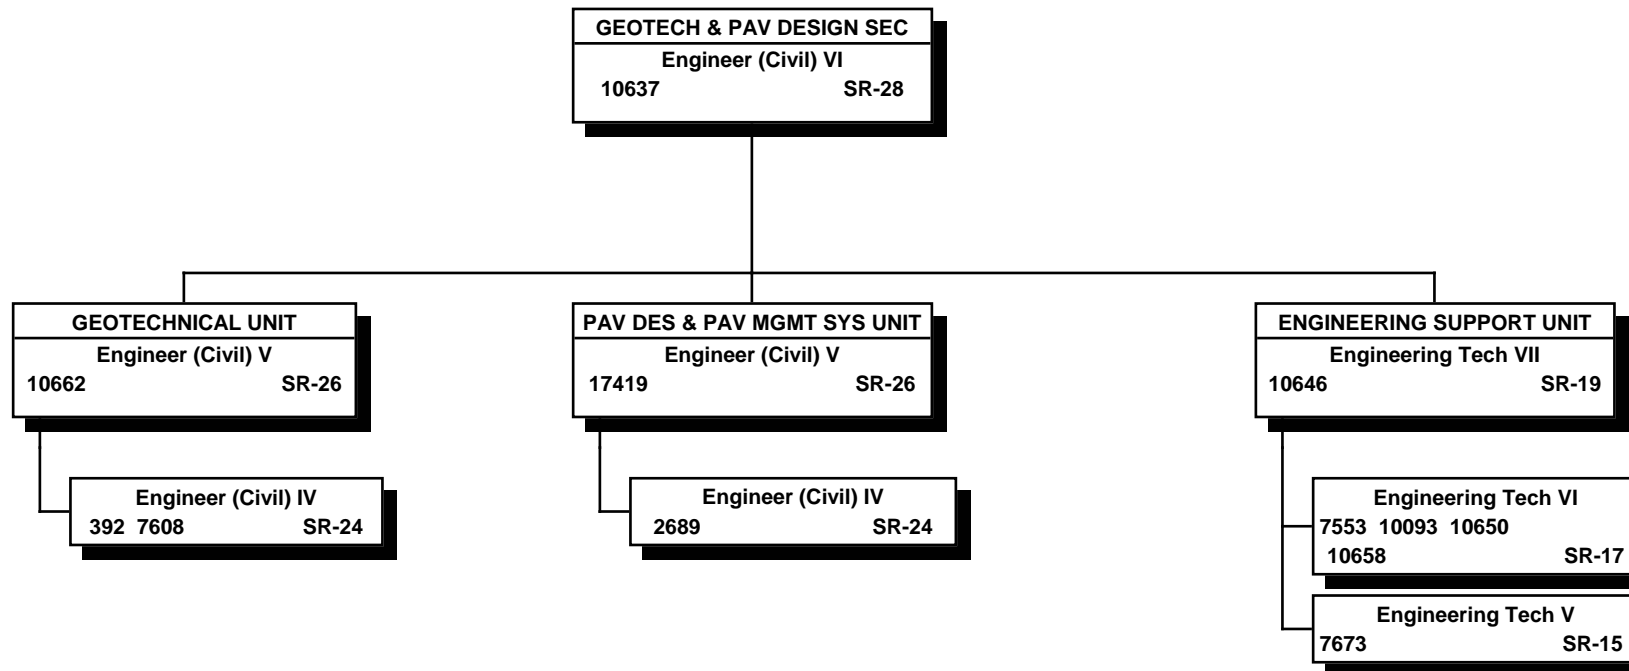 GEOTECH & PAV DESIGN SEC
Engineer (Civil) VI
10637 SR-28
GEOTECHNICAL UNIT
Engineer (Civil) V
10662 SR-26
Engineer (Civil) IV
392 7608 SR-24
PAV DES & PAV MGMT SYS UNIT
Engineer (Civil) V
17419 SR-26
Engineer (Civil) IV
2689 SR-24
ENGINEERING SUPPORT UNIT
Engineering Tech VII
10646 SR-19
Engineering Tech VI
7553 10093 10650
10658 SR-17
Engineering Tech V
7673 SR-15